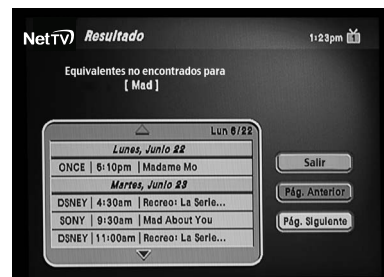 NetTV Resultado 1:23pm
Equivalentes no encontrados para
[ Mad ]
Lun 6/22
Lunes, Junio 22
ONCE | 5:10pm | Madame Mo
Martes, Junio 23
DSNEY | 4:30am | Recreo: La Serie...
SONY | 9:30am | Mad About You
DSNEY | 11:00am | Recreo: La Serie...
Salir
Pág. Anterior
Pág. Siguiente